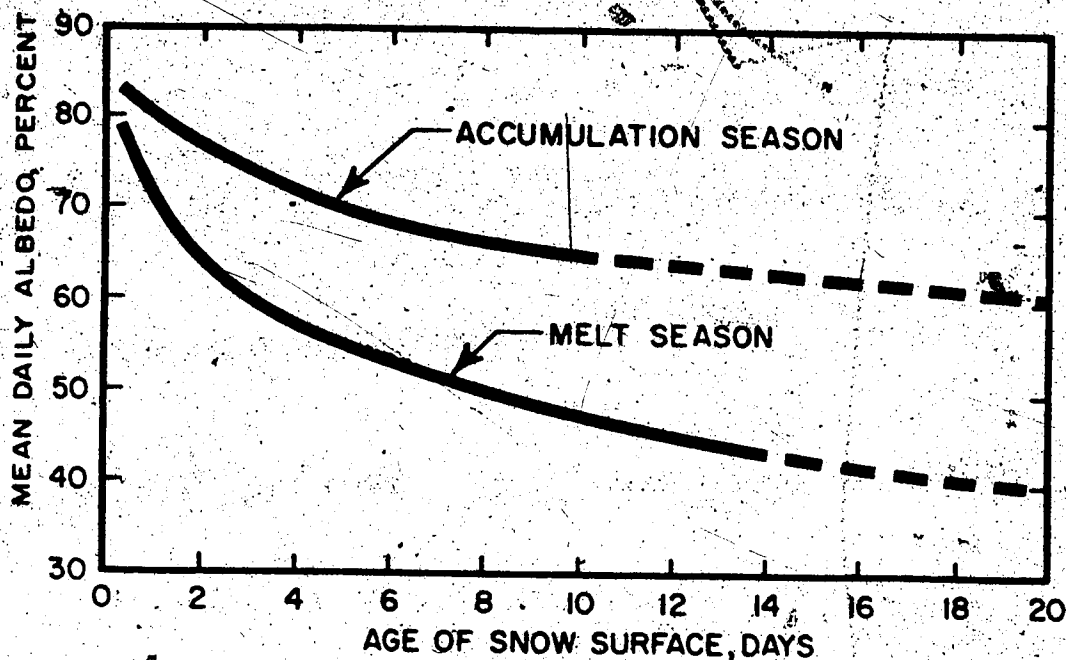 MEAN DAILY ALBEDO, PERCENT
90
80
70
60
50
40
30
ACCUMULATION SEASON
MELT SEASON
0 2 4 6 8 10 12 14 16 18 20
AGE OF SNOW SURFACE, DAYS